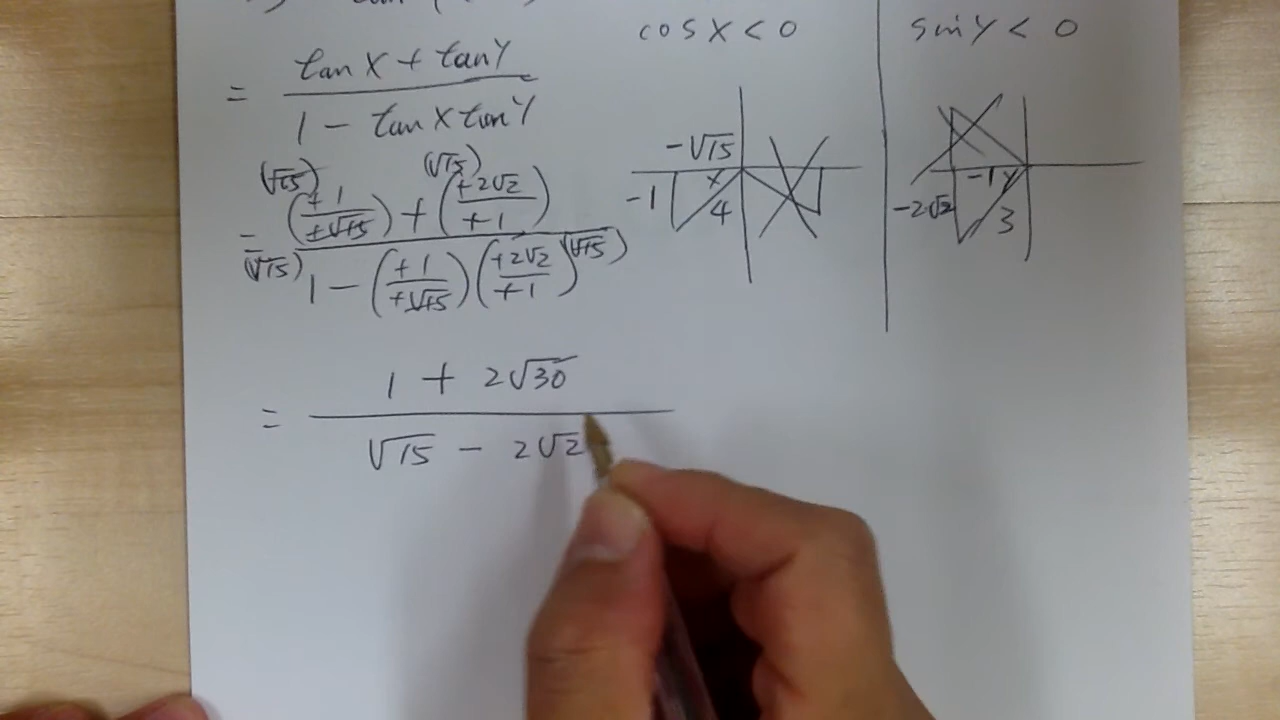 cos X < 0
sin Y < 0
= (tan X + tan Y) / (1 - tan X tan Y)
= ((√15) (+1/+√15) + (√15) (+2√2/+1)) / ((√15) 1 - (+1/+√15) (+2√2/+1) (√15))
-√15
-1
X
4
-1
Y
-2√2
3
= (1 + 2√30) / (√15 - 2√2)